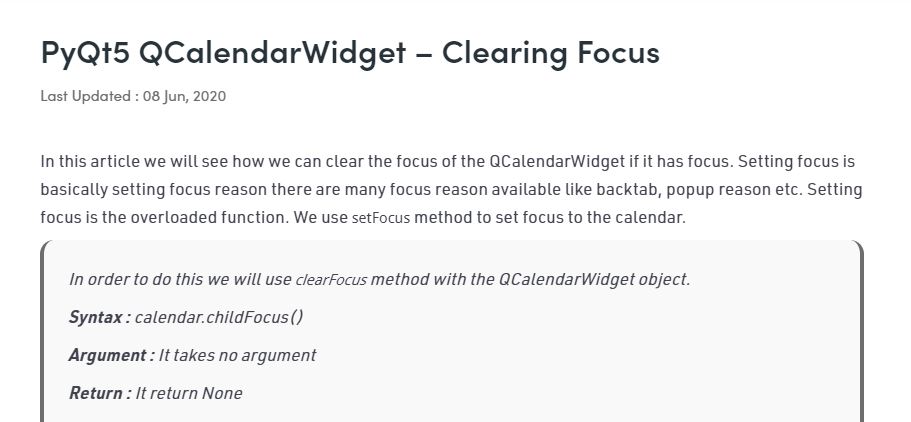 PyQt5 QCalendarWidget – Clearing Focus
Last Updated : 08 Jun, 2020
In this article we will see how we can clear the focus of the QCalendarWidget if it has focus. Setting focus is
basically setting focus reason there are many focus reason available like backtab, popup reason etc. Setting
focus is the overloaded function. We use setFocus method to set focus to the calendar.
In order to do this we will use clearFocus method with the QCalendarWidget object.
Syntax : calendar.childFocus()
Argument : It takes no argument
Return : It return None